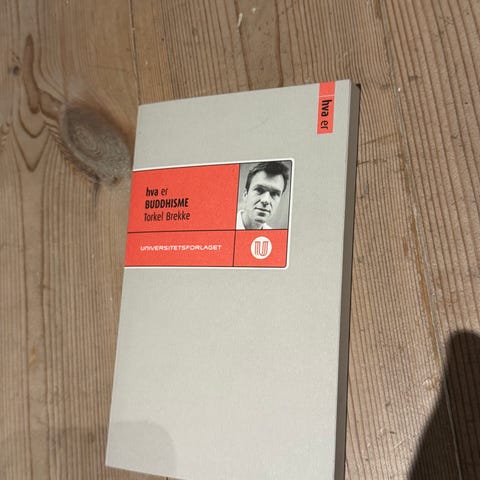 hva er
hva er
BUDDHISME
Torkel Brekke
UNIVERSITETSFORLAGET